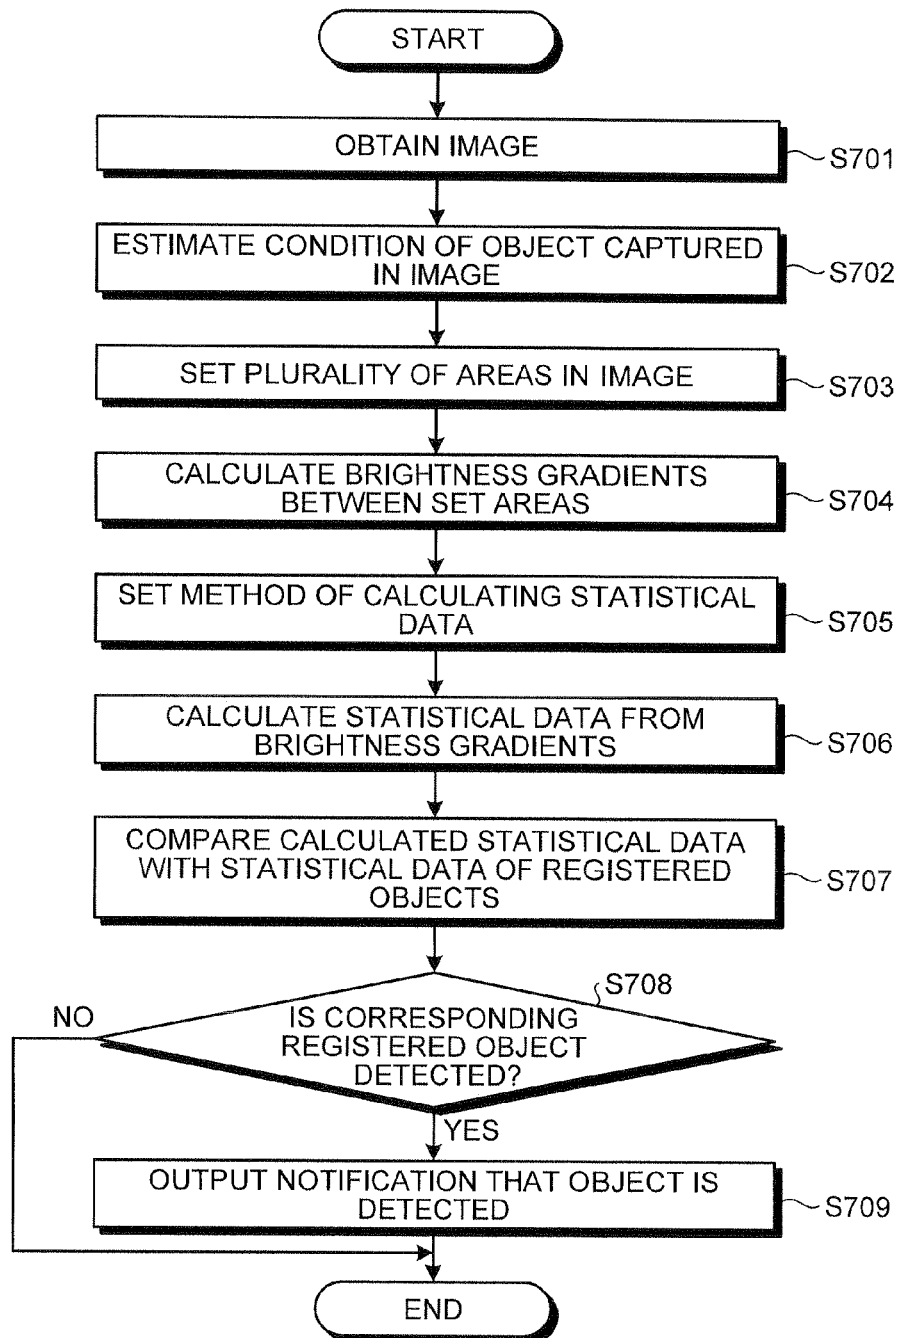 START
OBTAIN IMAGE
S701
ESTIMATE CONDITION OF OBJECT CAPTURED
IN IMAGE
S702
SET PLURALITY OF AREAS IN IMAGE
S703
CALCULATE BRIGHTNESS GRADIENTS
BETWEEN SET AREAS
S704
SET METHOD OF CALCULATING STATISTICAL
DATA
S705
CALCULATE STATISTICAL DATA FROM
BRIGHTNESS GRADIENTS
S706
COMPARE CALCULATED STATISTICAL DATA
WITH STATISTICAL DATA OF REGISTERED
OBJECTS
S707
S708
NO
IS CORRESPONDING
REGISTERED OBJECT
DETECTED?
YES
OUTPUT NOTIFICATION THAT OBJECT IS
DETECTED
S709
END